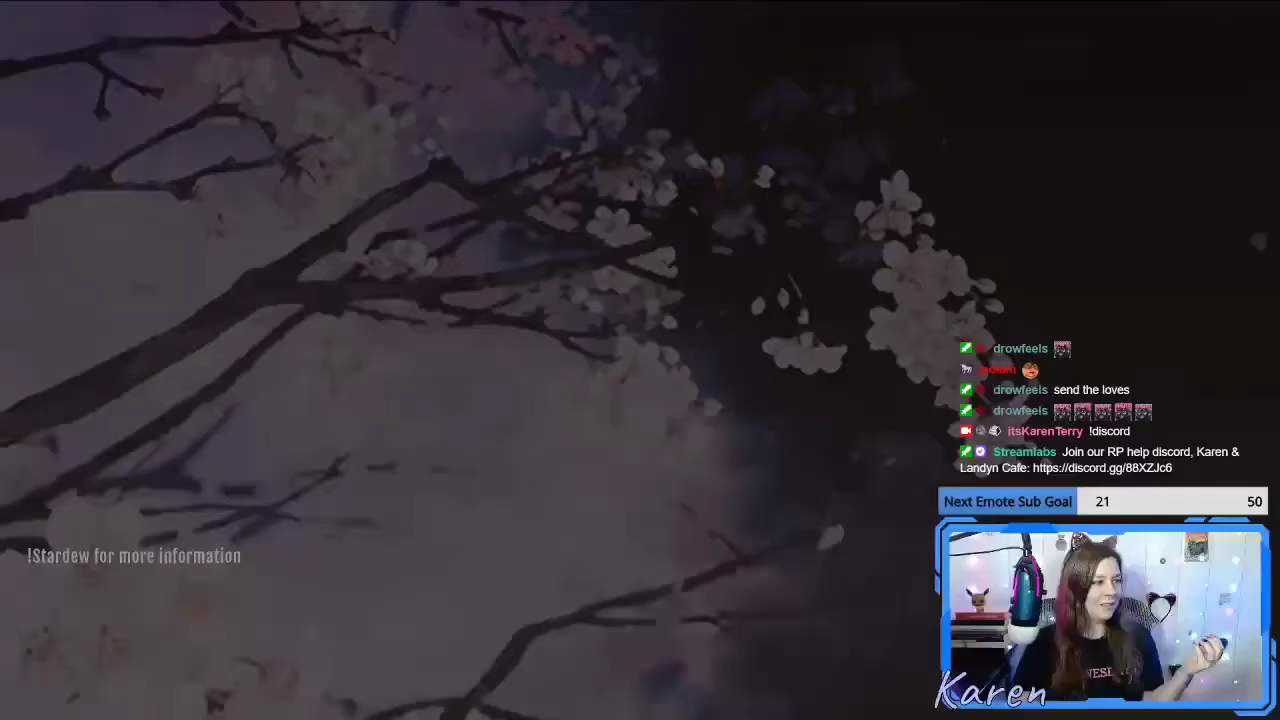 drowfeels
drowfeels send the loves
drowfeels
itsKarenTerry !discord
Streamlabs Join our RP help discord, Karen &
Landyn Cafe: https://discord.gg/88XZJc6
Next Emote Sub Goal 21 50
!Stardew for more information
Karen